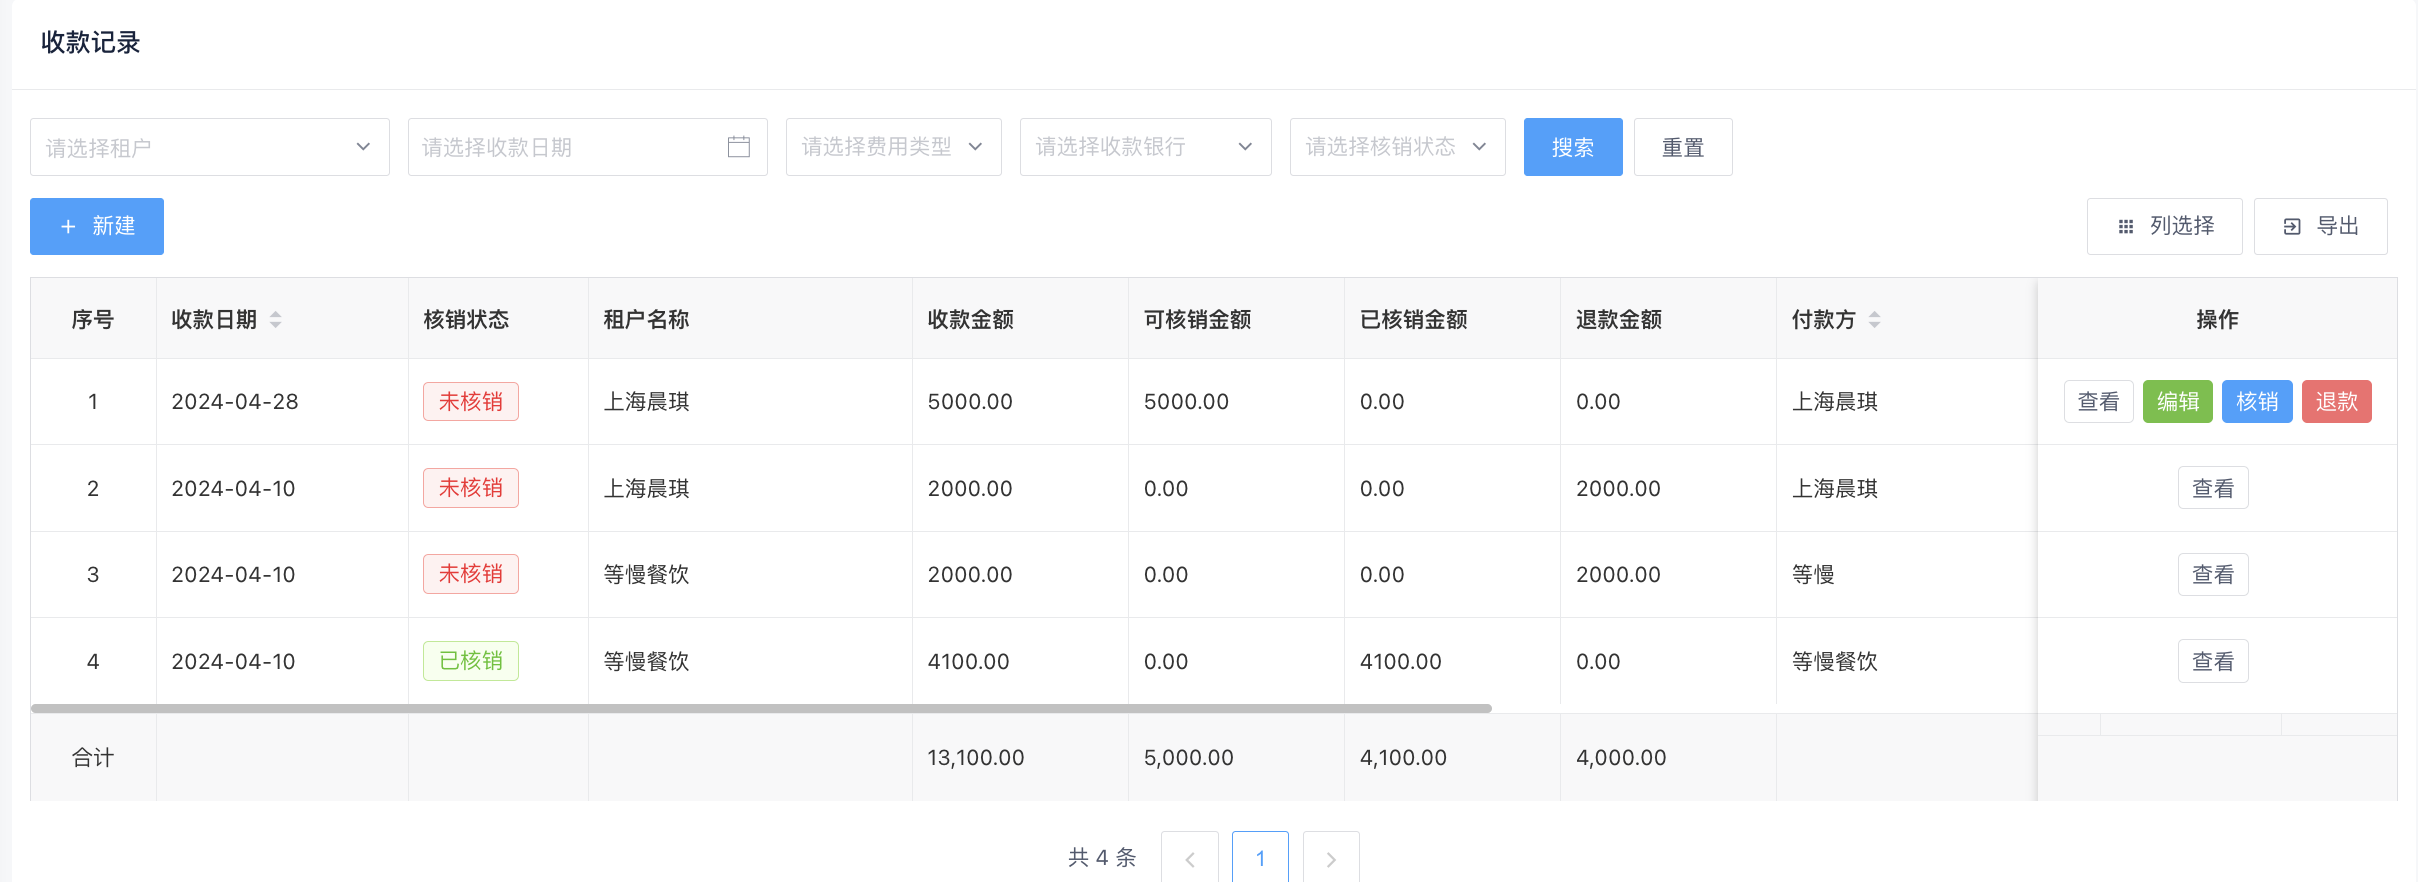 收款记录
请选择租户 请选择收款日期 请选择费用类型 请选择收款银行 请选择核销状态 搜索 重置
+ 新建 列选择 导出
序号 收款日期 核销状态 租户名称 收款金额 可核销金额 已核销金额 退款金额 付款方 操作
1 2024-04-28 未核销 上海晨琪 5000.00 5000.00 0.00 0.00 上海晨琪 查看 编辑 核销 退款
2 2024-04-10 未核销 上海晨琪 2000.00 0.00 0.00 2000.00 上海晨琪 查看
3 2024-04-10 未核销 等慢餐饮 2000.00 0.00 0.00 2000.00 等慢 查看
4 2024-04-10 已核销 等慢餐饮 4100.00 0.00 4100.00 0.00 等慢餐饮 查看
合计 13,100.00 5,000.00 4,100.00 4,000.00
共 4 条 1